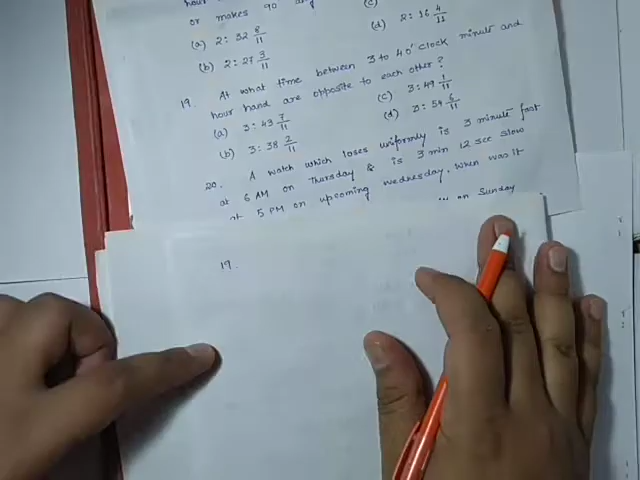 hour
or makes 90
(c)
(a) 2: 32 8/11
(d) 2: 16 4/11
(b) 2: 27 3/11
19. At what time between 3 to 4 O'clock minute and
hour hand are opposite to each other?
(a) 3: 43 7/11
(c) 3: 49 1/11
(b) 3: 38 2/11
(d) 3: 54 6/11
20. A watch which loses uniformly is 3 minute fast
at 6 AM on Thursday & is 3 min 12 sec slow
at 5 PM on upcoming wednesday. When was it
on Sunday
19.